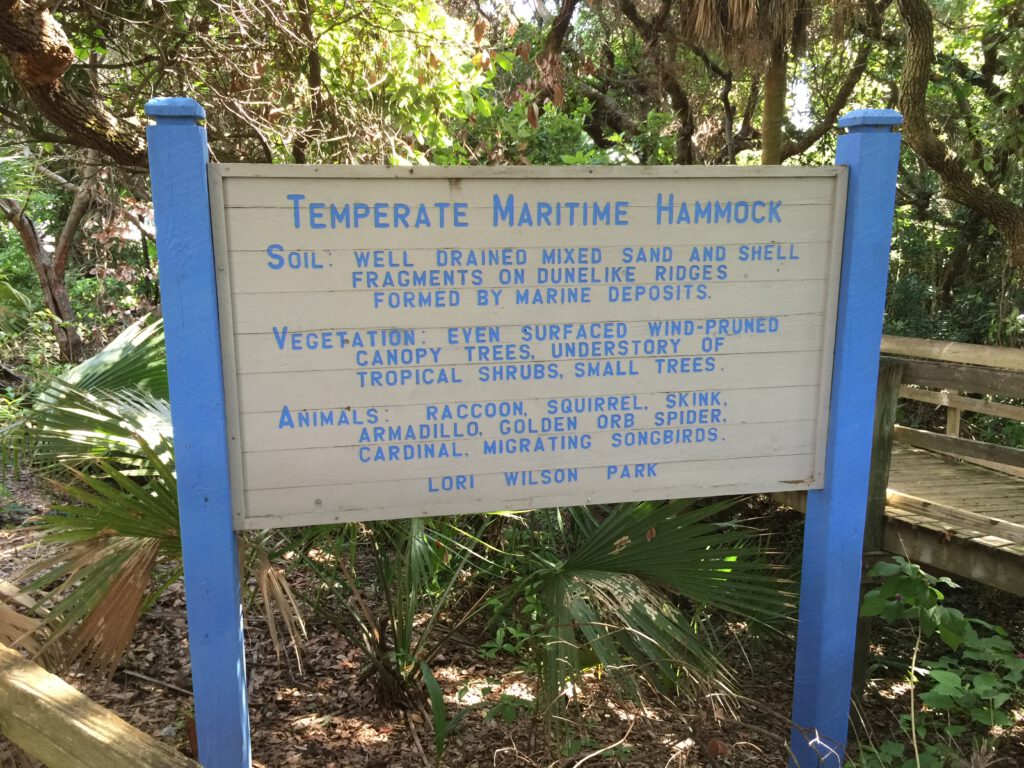 TEMPERATE MARITIME HAMMOCK
SOIL: WELL DRAINED MIXED SAND AND SHELL
FRAGMENTS ON DUNELIKE RIDGES
FORMED BY MARINE DEPOSITS.
VEGETATION: EVEN SURFACED WIND-PRUNED
CANOPY TREES, UNDERSTORY OF
TROPICAL SHRUBS, SMALL TREES.
ANIMALS: RACCOON, SQUIRREL, SKINK,
ARMADILLO, GOLDEN ORB SPIDER,
CARDINAL, MIGRATING SONGBIRDS.
LORI WILSON PARK